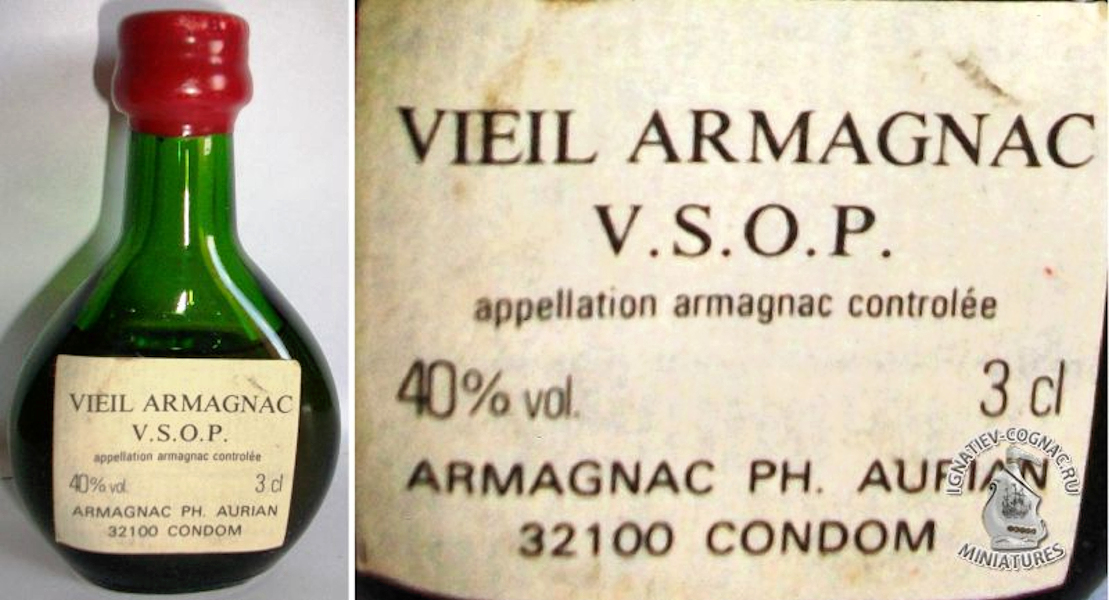 VIEIL ARMAGNAC
V.S.O.P.
appellation armagnac controlée
40% vol. 3 cl
ARMAGNAC PH. AURIAN
32100 CONDOM
VIEIL ARMAGNAC
V.S.O.P.
appellation armagnac controlée
40% vol. 3 cl
ARMAGNAC PH. AURIAN
32100 CONDOM
IGNATIEV-COGNAC.RU
MINIATURES